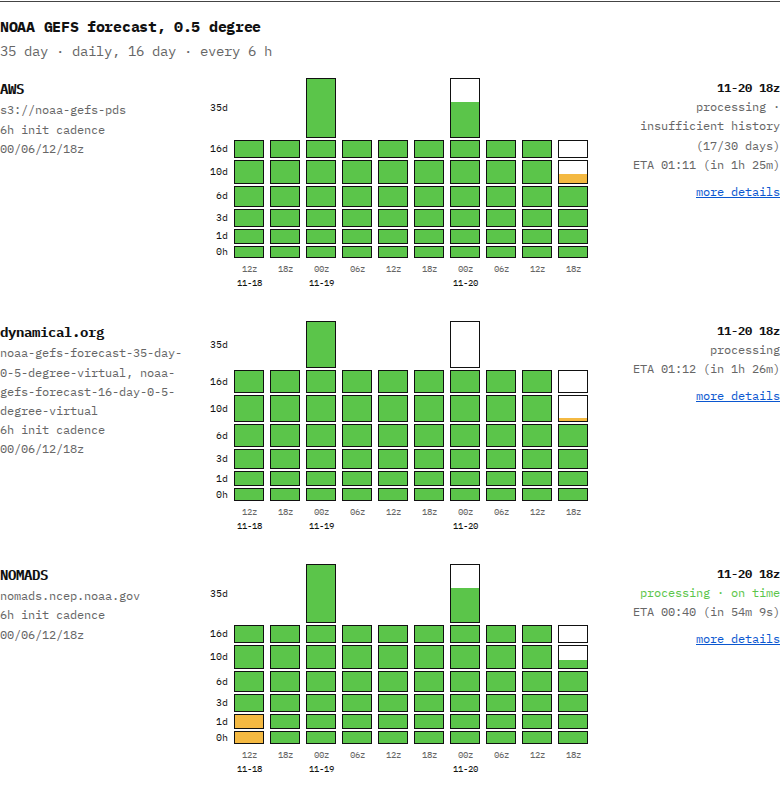 NOAA GEFS forecast, 0.5 degree
35 day · daily, 16 day · every 6 h
AWS
s3://noaa-gefs-pds
6h init cadence
00/06/12/18z
35d
16d
10d
6d
3d
1d
0h
12z 18z 00z 06z 12z 18z 00z 06z 12z 18z
11-18 11-19 11-20
11-20 18z
processing ·
insufficient history
(17/30 days)
ETA 01:11 (in 1h 25m)
more details
dynamical.org
noaa-gefs-forecast-35-day-
0-5-degree-virtual, noaa-
gefs-forecast-16-day-0-5-
degree-virtual
6h init cadence
00/06/12/18z
35d
16d
10d
6d
3d
1d
0h
12z 18z 00z 06z 12z 18z 00z 06z 12z 18z
11-18 11-19 11-20
11-20 18z
processing
ETA 01:12 (in 1h 26m)
more details
NOMADS
nomads.ncep.noaa.gov
6h init cadence
00/06/12/18z
35d
16d
10d
6d
3d
1d
0h
12z 18z 00z 06z 12z 18z 00z 06z 12z 18z
11-18 11-19 11-20
11-20 18z
processing · on time
ETA 00:40 (in 54m 9s)
more details